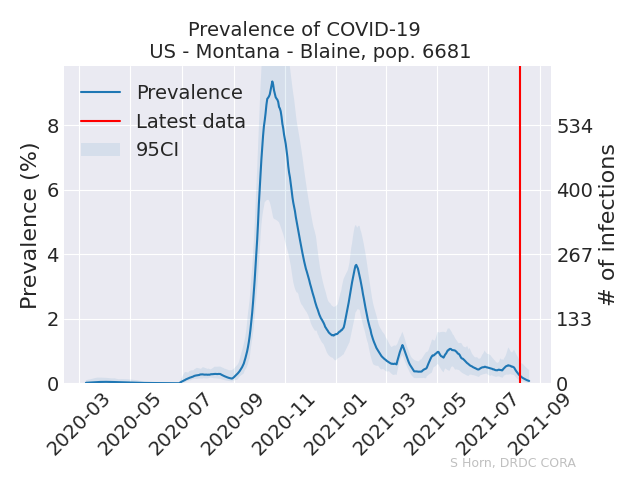 Prevalence of COVID-19
US - Montana - Blaine, pop. 6681
Prevalence
Latest data
95CI
Prevalence (%)
8
6
4
2
0
534
400
267
133
0
# of infections
2020-03
2020-05
2020-07
2020-09
2020-11
2021-01
2021-03
2021-05
2021-07
2021-09
S Horn, DRDC CORA